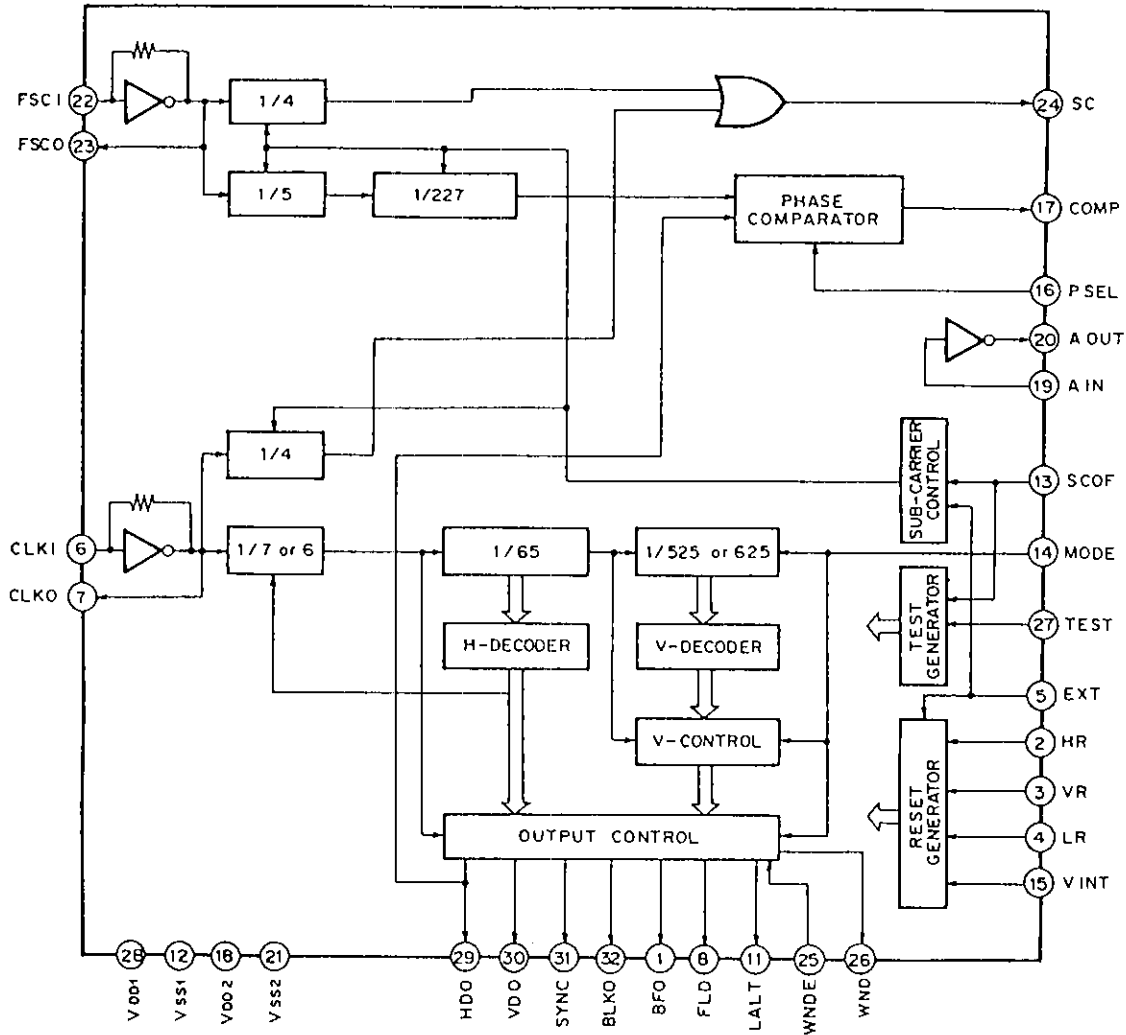 FSCI 22
1/4
24 SC
FSCO 23
1/5
1/227
PHASE
COMPARATOR
17 COMP
16 PSEL
20 A OUT
19 A IN
1/4
SUB-CARRIER
CONTROL
13 SCOF
CLKI 6
1/7 or 6
1/65
1/525 or 625
14 MODE
CLKO 7
H-DECODER
V-DECODER
TEST
GENERATOR
27 TEST
5 EXT
V-CONTROL
RESET
GENERATOR
2 HR
3 VR
OUTPUT CONTROL
4 LR
15 VINT
28 12 18 21 29 30 31 32 1 8 11 25 26
VDD1 VSS1 VDD2 VSS2 HDO VDO SYNC BLKO BFO FLD LALT WNDE WND